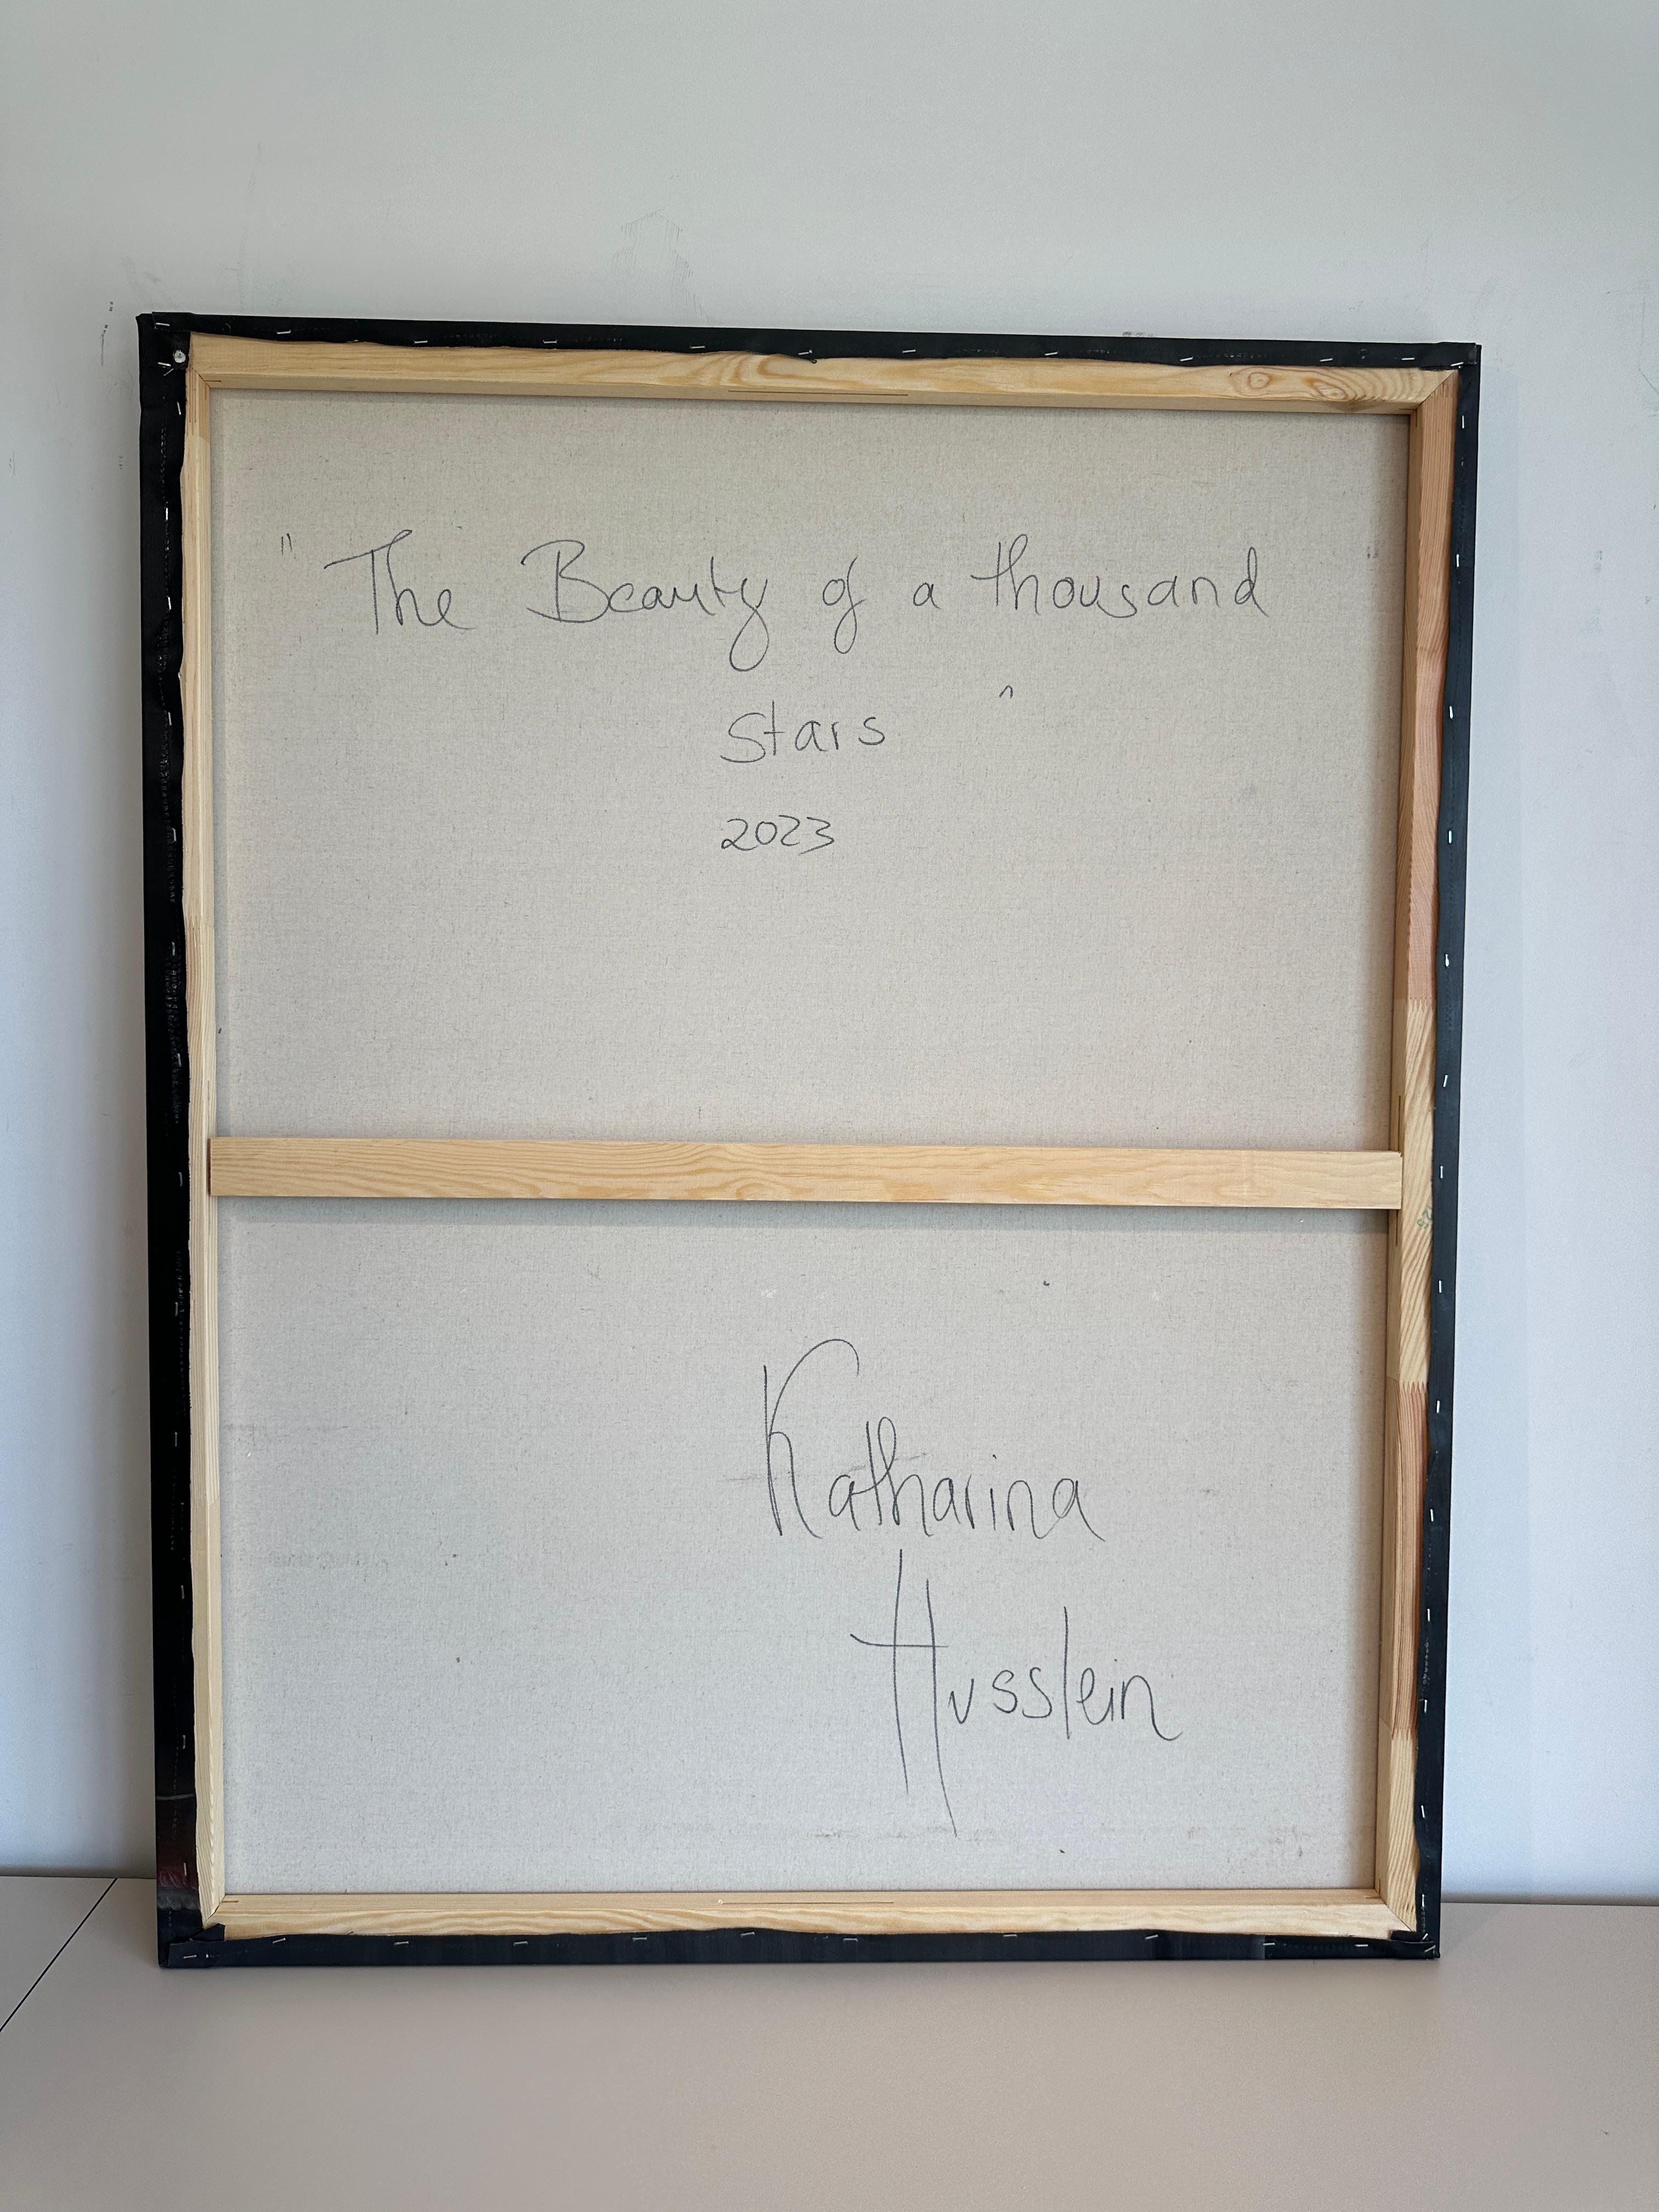 "The Beauty of a thousand
Stars"
2023
Katharina
Husslein